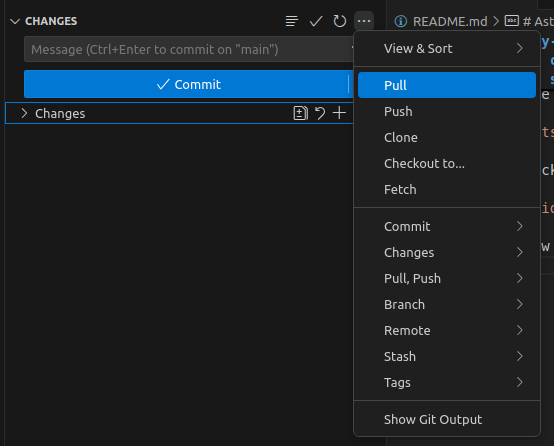 CHANGES
README.md
# Ast
Message (Ctrl+Enter to commit on "main")
Commit
Changes
View & Sort
Pull
Push
Clone
Checkout to...
Fetch
Commit
Changes
Pull, Push
Branch
Remote
Stash
Tags
Show Git Output